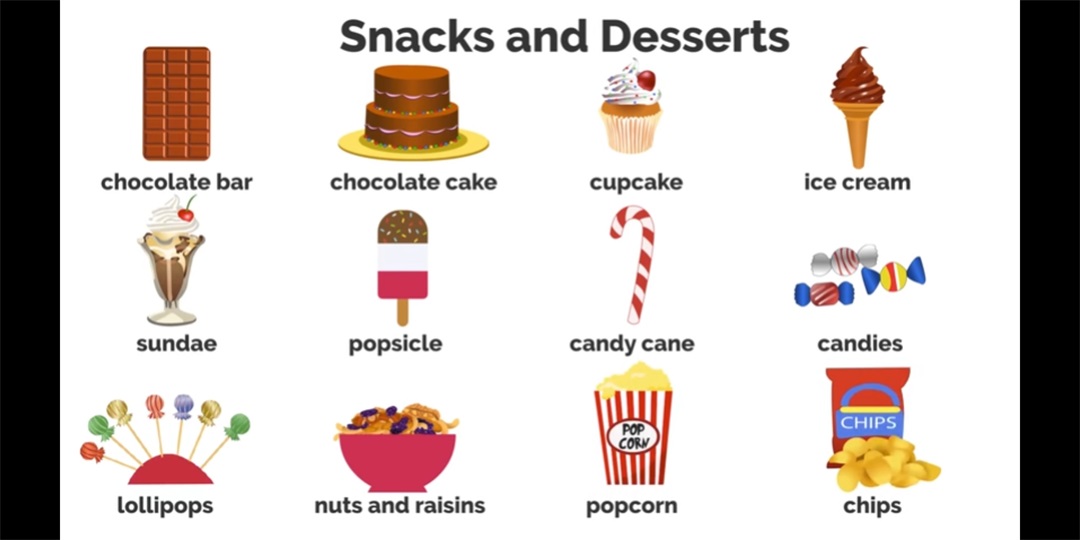 Snacks and Desserts
chocolate bar
chocolate cake
cupcake
ice cream
sundae
popsicle
candy cane
candies
POP
CORN
CHIPS
lollipops
nuts and raisins
popcorn
chips